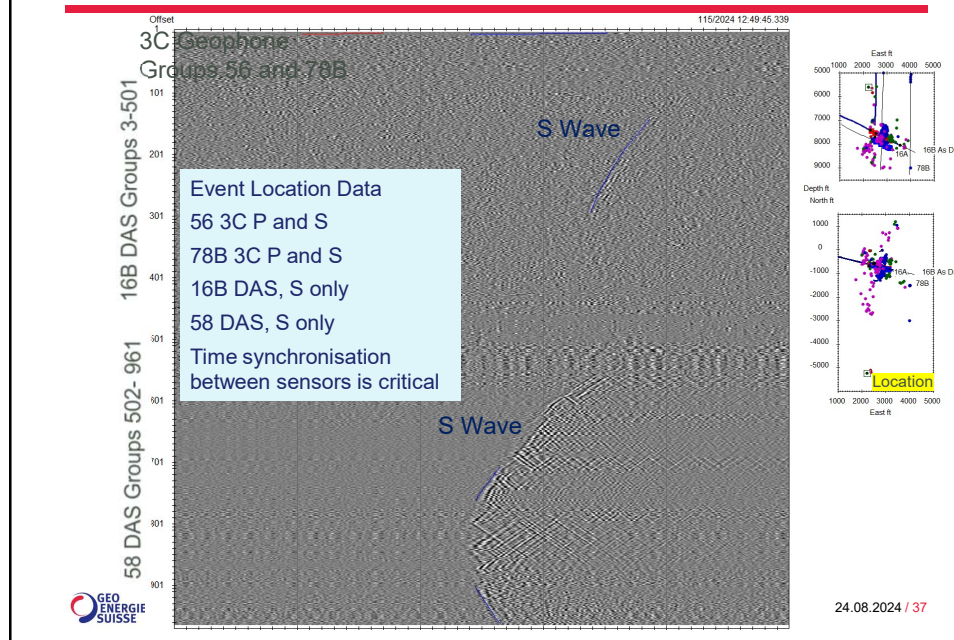 Offset
115/2024 12:49:45.339
1
3C Geophone
Groups 56 and 78B
101
201
301
401
501
601
701
801
901
16B DAS Groups 3-501
58 DAS Groups 502- 961
S Wave
Event Location Data
56 3C P and S
78B 3C P and S
16B DAS, S only
58 DAS, S only
Time synchronisation
between sensors is critical
S Wave
East ft
1000 2000 3000 4000 5000
5000
6000
7000
8000
9000
16A
16B As D
78B
Depth ft
North ft
1000
0
-1000
-2000
-3000
-4000
-5000
16A
16B As D
78B
Location
1000 2000 3000 4000 5000
East ft
GEO
ENERGIE
SUISSE
24.08.2024 / 37